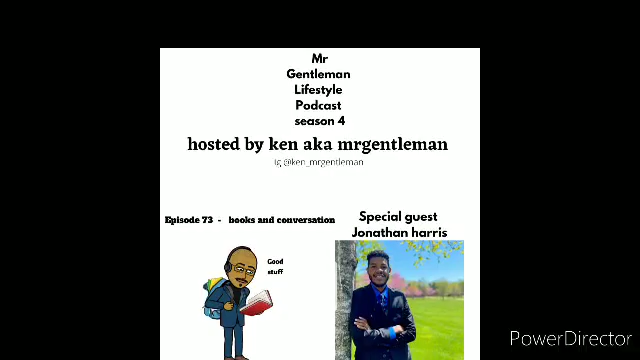 Mr
Gentleman
Lifestyle
Podcast
season 4
hosted by ken aka mrgentleman
ig @ken_mrgentleman
Episode 73 - books and conversation
Special guest
Jonathan harris
Good
stuff
PowerDirector